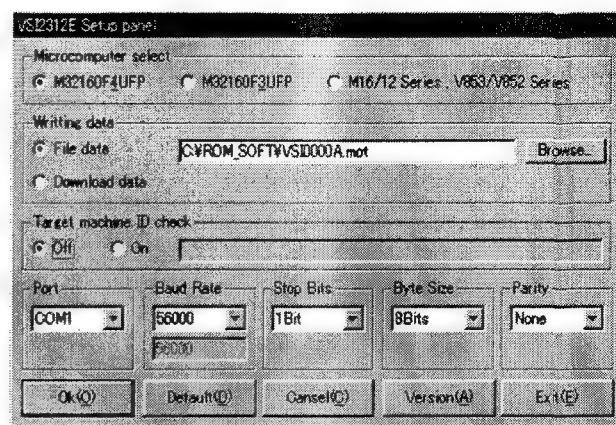 VSI2312E Setup panel
Microcomputer select
M32160F4UFP M32160F3UFP M16/12 Series , V853/V852 Series
Writting data
File data C:¥ROM_SOFT¥VSID000A.mot Browse...
Download data
Target machine ID check
Off On
Port Baud Rate Stop Bits Byte Size Parity
COM1 56000 1Bit 8Bits None
56000
Ok(O) Default(D) Cansel(C) Version(A) Exit(E)